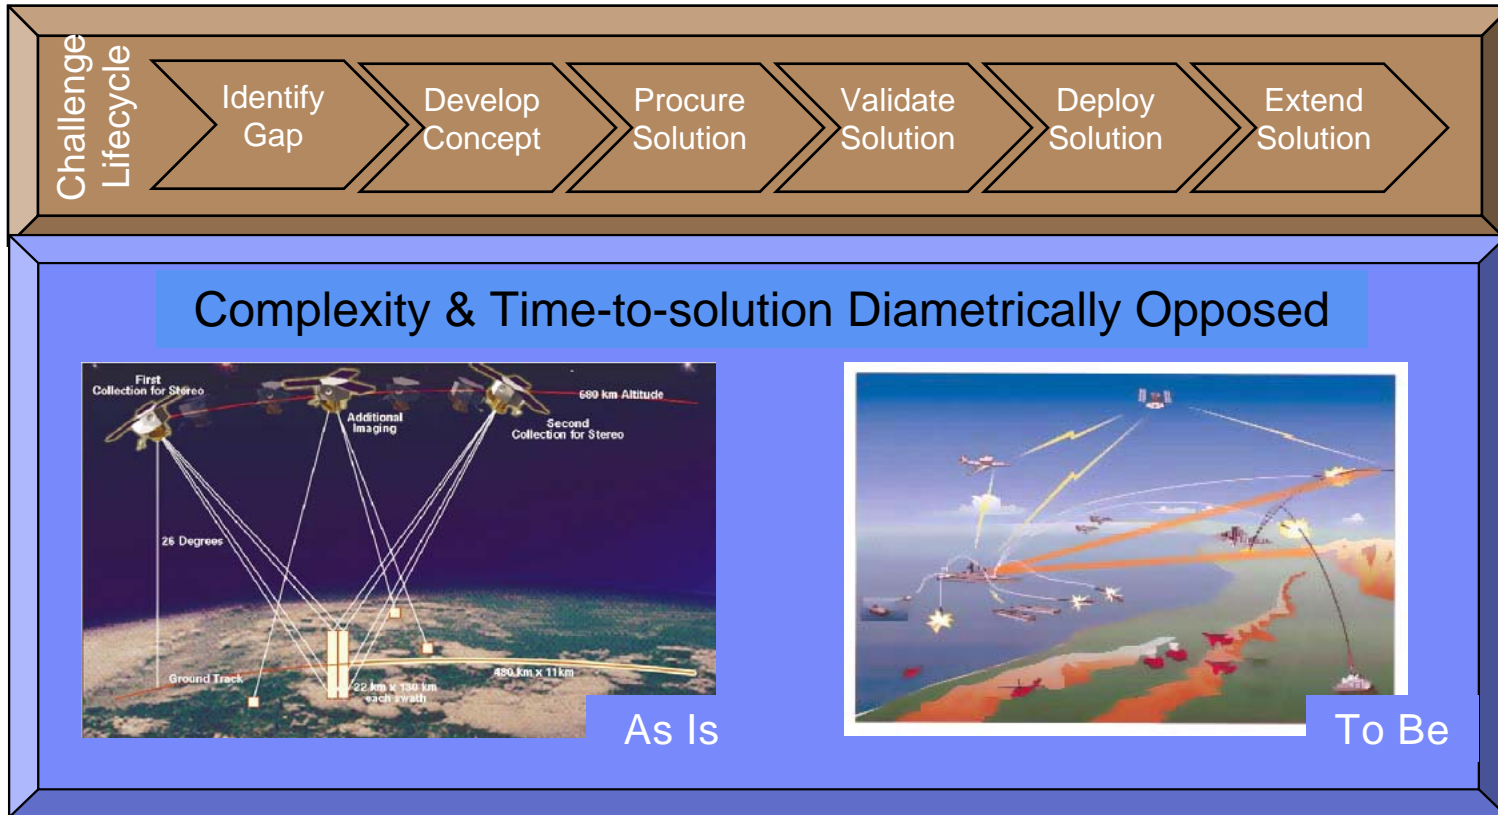 Challenge
Lifecycle
Identify
Gap
Develop
Concept
Procure
Solution
Validate
Solution
Deploy
Solution
Extend
Solution
Complexity & Time-to-solution Diametrically Opposed
First
Collection for Stereo
680 km Altitude
Additional
Imaging
Second
Collection for Stereo
26 Degrees
480 km x 11km
Ground Track
22 km x 130 km
each swath
As Is
To Be